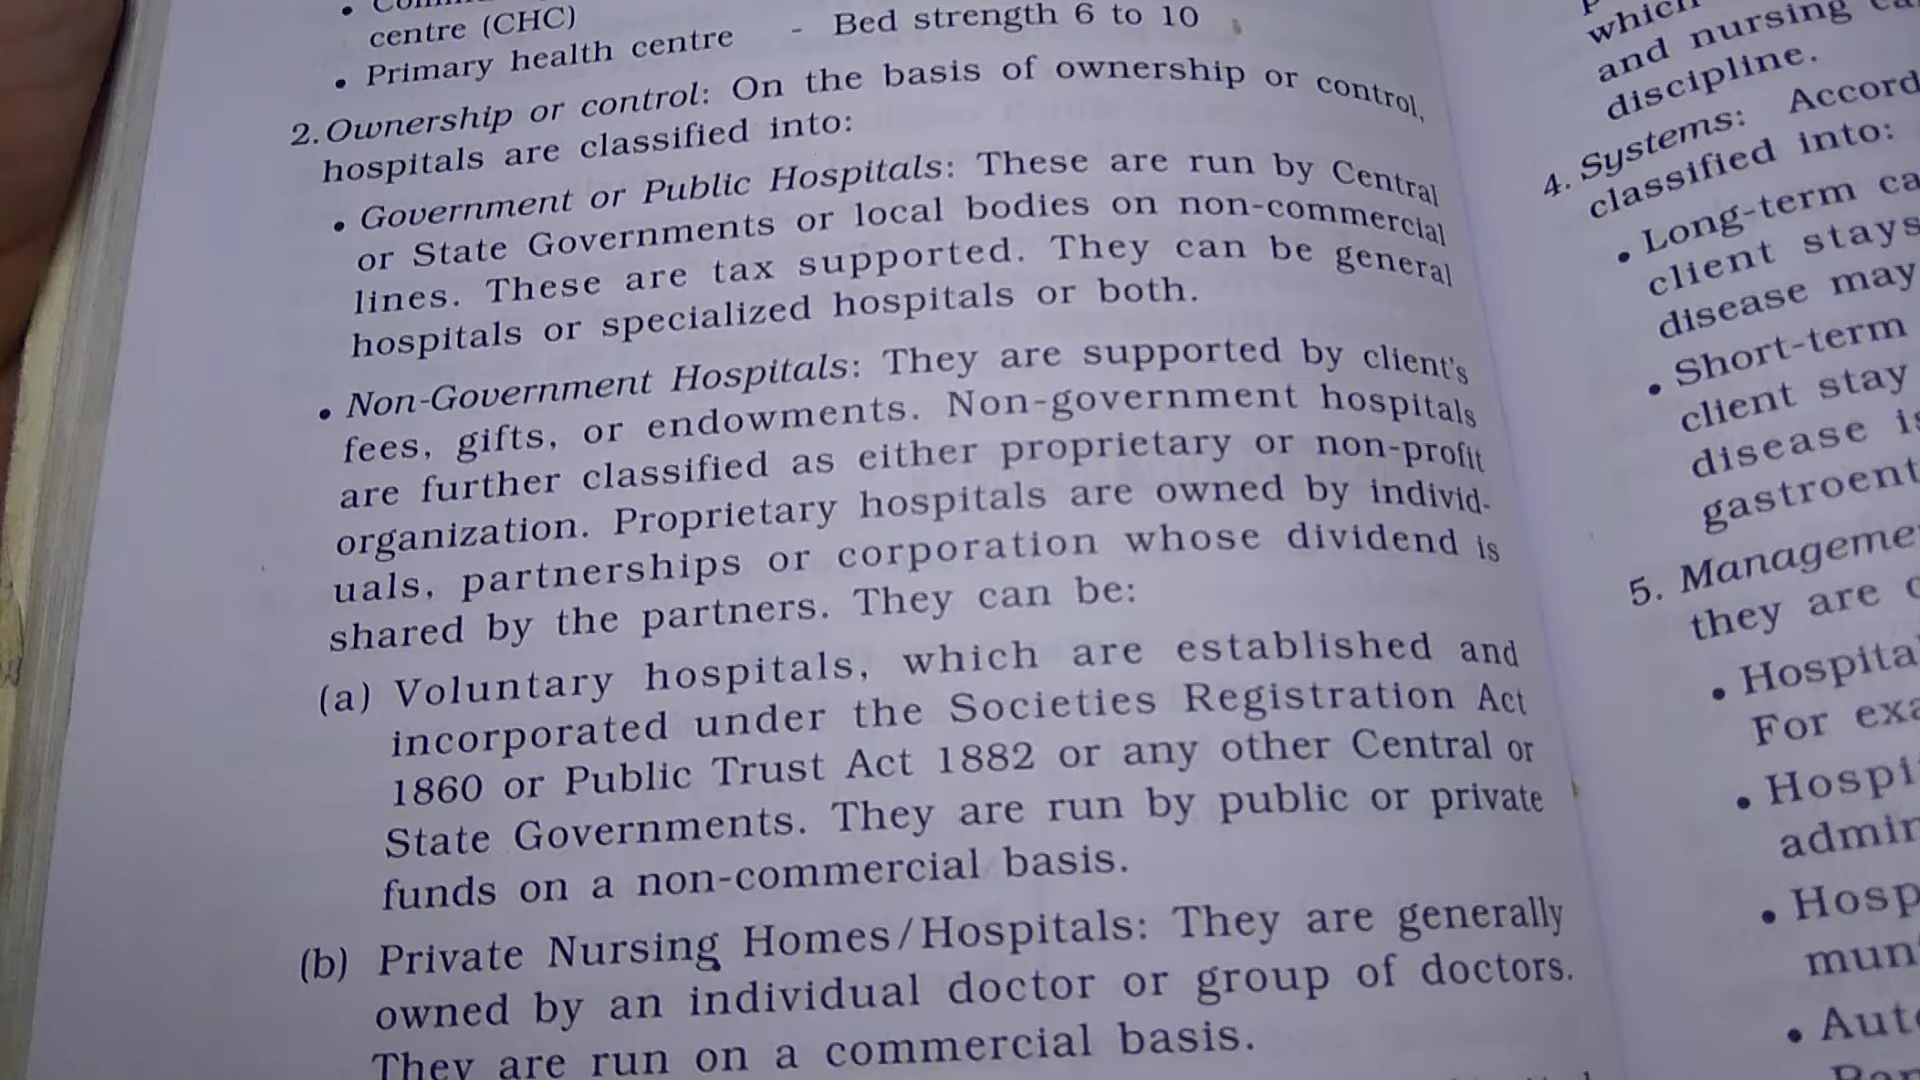 centre (CHC)
• Primary health centre - Bed strength 6 to 10
2. Ownership or control: On the basis of ownership or control,
hospitals are classified into:
• Government or Public Hospitals: These are run by Central
or State Governments or local bodies on non-commercial
lines. These are tax supported. They can be general
hospitals or specialized hospitals or both.
• Non-Government Hospitals: They are supported by client's
fees, gifts, or endowments. Non-government hospitals
are further classified as either proprietary or non-profit
organization. Proprietary hospitals are owned by individ-
uals, partnerships or corporation whose dividend is
shared by the partners. They can be:
(a) Voluntary hospitals, which are established and
incorporated under the Societies Registration Act
1860 or Public Trust Act 1882 or any other Central or
State Governments. They are run by public or private
funds on a non-commercial basis.
(b) Private Nursing Homes/Hospitals: They are generally
owned by an individual doctor or group of doctors.
They are run on a commercial basis.
which
and nursing
discipline.
4. Systems: Accord
classified into:
• Long-term ca
client stays
disease may
• Short-term
client stay
disease is
gastroent
5. Manageme
they are
• Hospita
For exa
• Hospi
admin
• Hosp
mun
• Auto